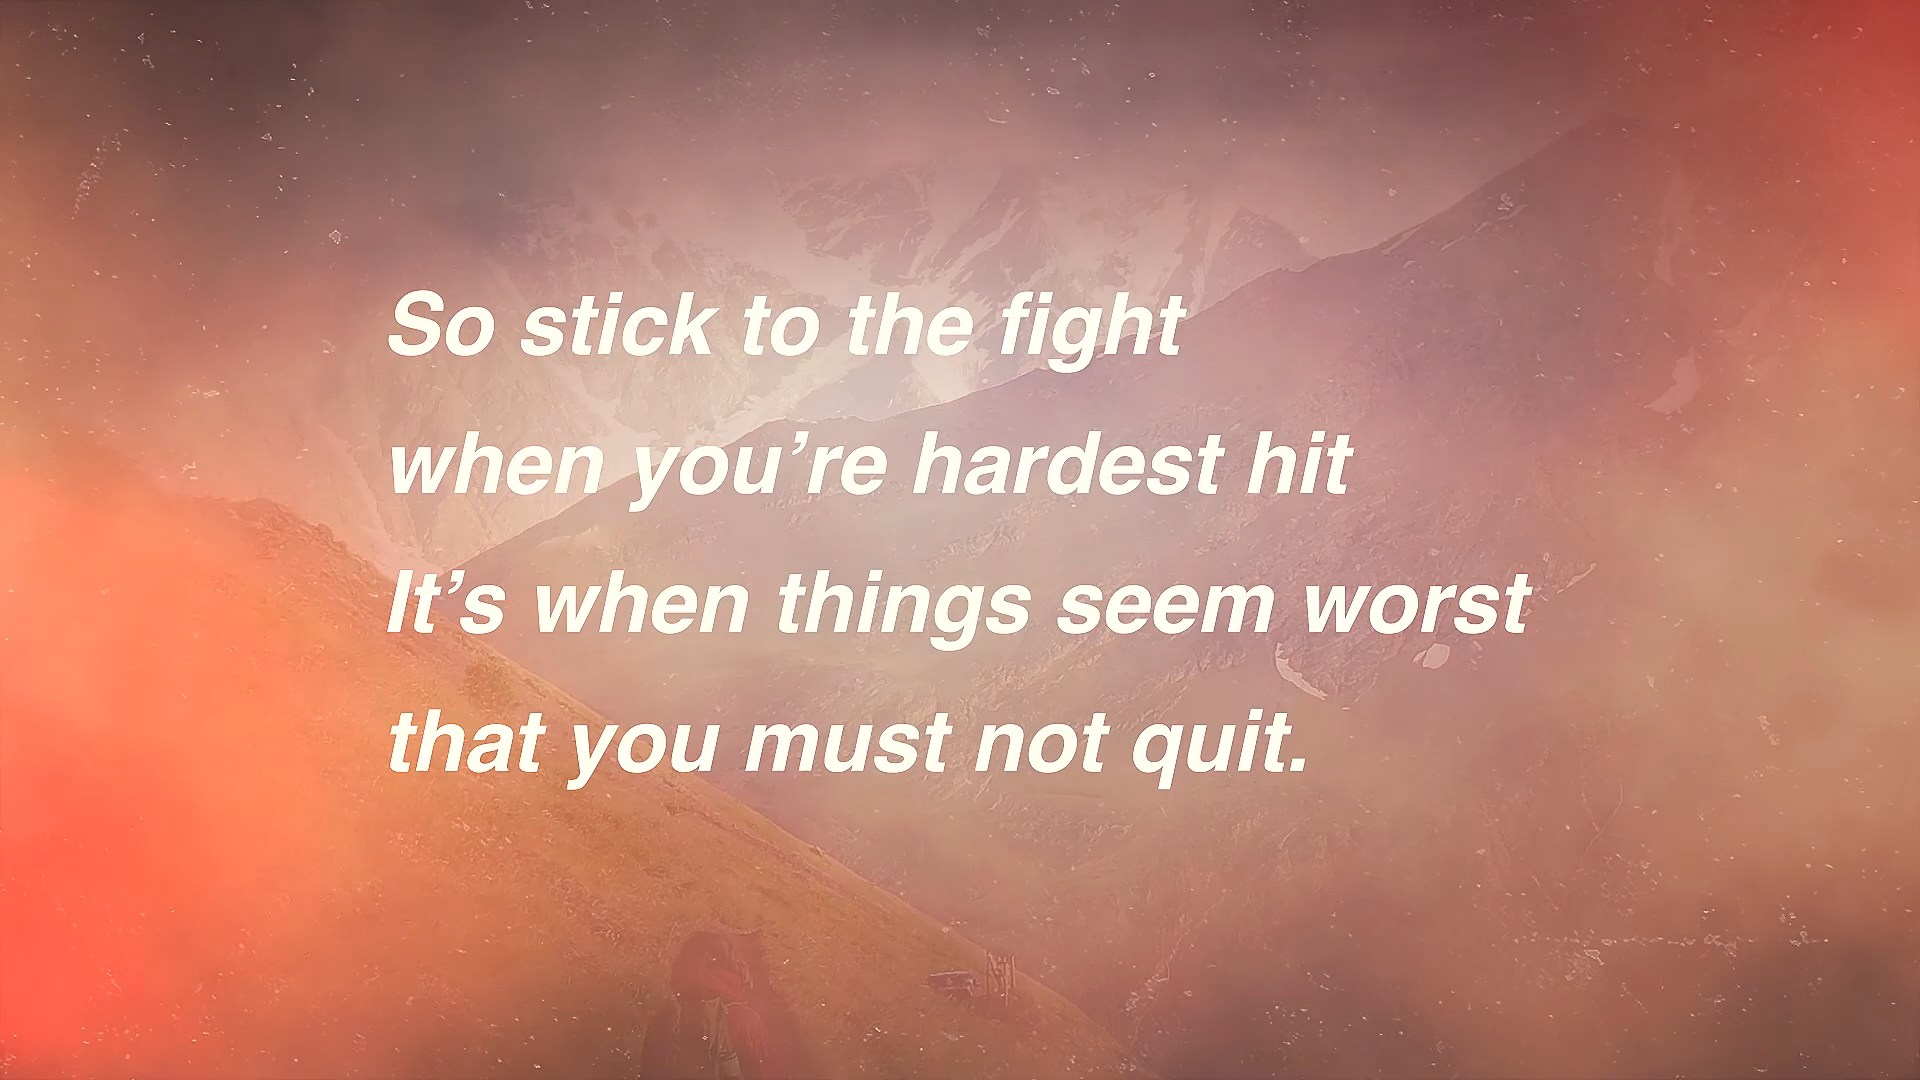 So stick to the fight
when you’re hardest hit
It’s when things seem worst
that you must not quit.